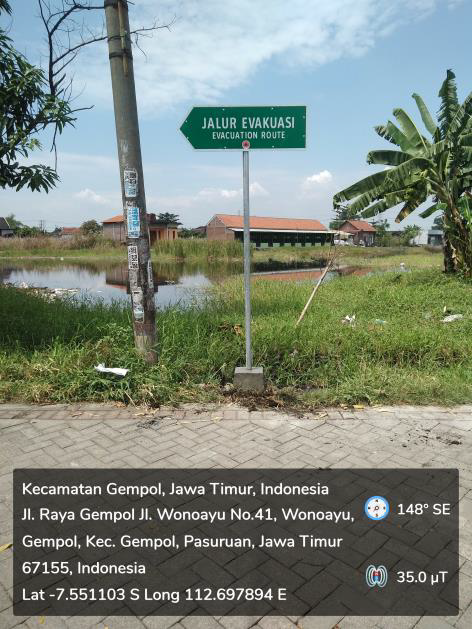 JALUR EVAKUASI
EVACUATION ROUTE
Kecamatan Gempol, Jawa Timur, Indonesia
Jl. Raya Gempol Jl. Wonoayu No.41, Wonoayu,
Gempol, Kec. Gempol, Pasuruan, Jawa Timur
67155, Indonesia
Lat -7.551103 S Long 112.697894 E
148° SE
35.0 µT